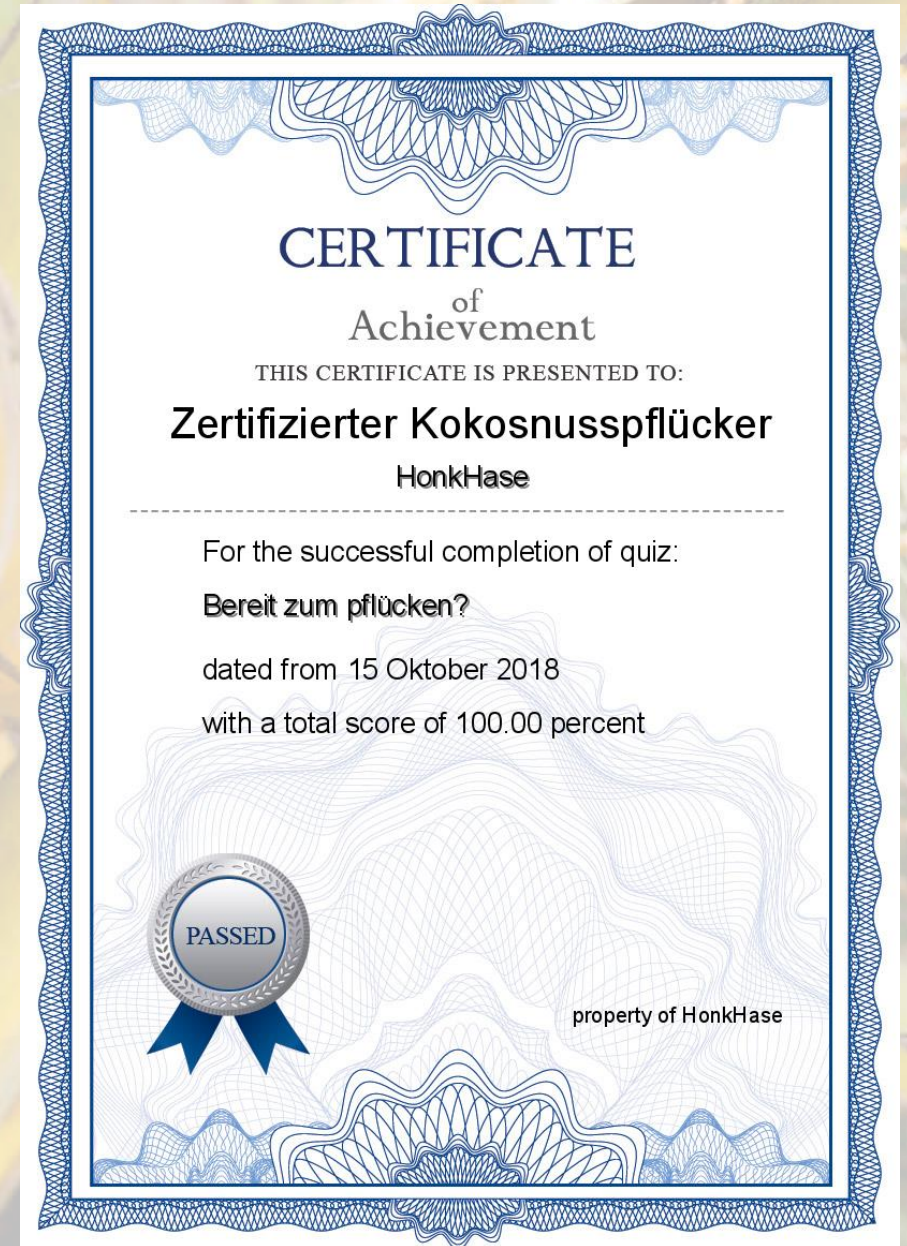 CERTIFICATE
of
Achievement
THIS CERTIFICATE IS PRESENTED TO:
Zertifizierter Kokosnusspflücker
HonkHase
For the successful completion of quiz:
Bereit zum pflücken?
dated from 15 Oktober 2018
with a total score of 100.00 percent
PASSED
property of HonkHase